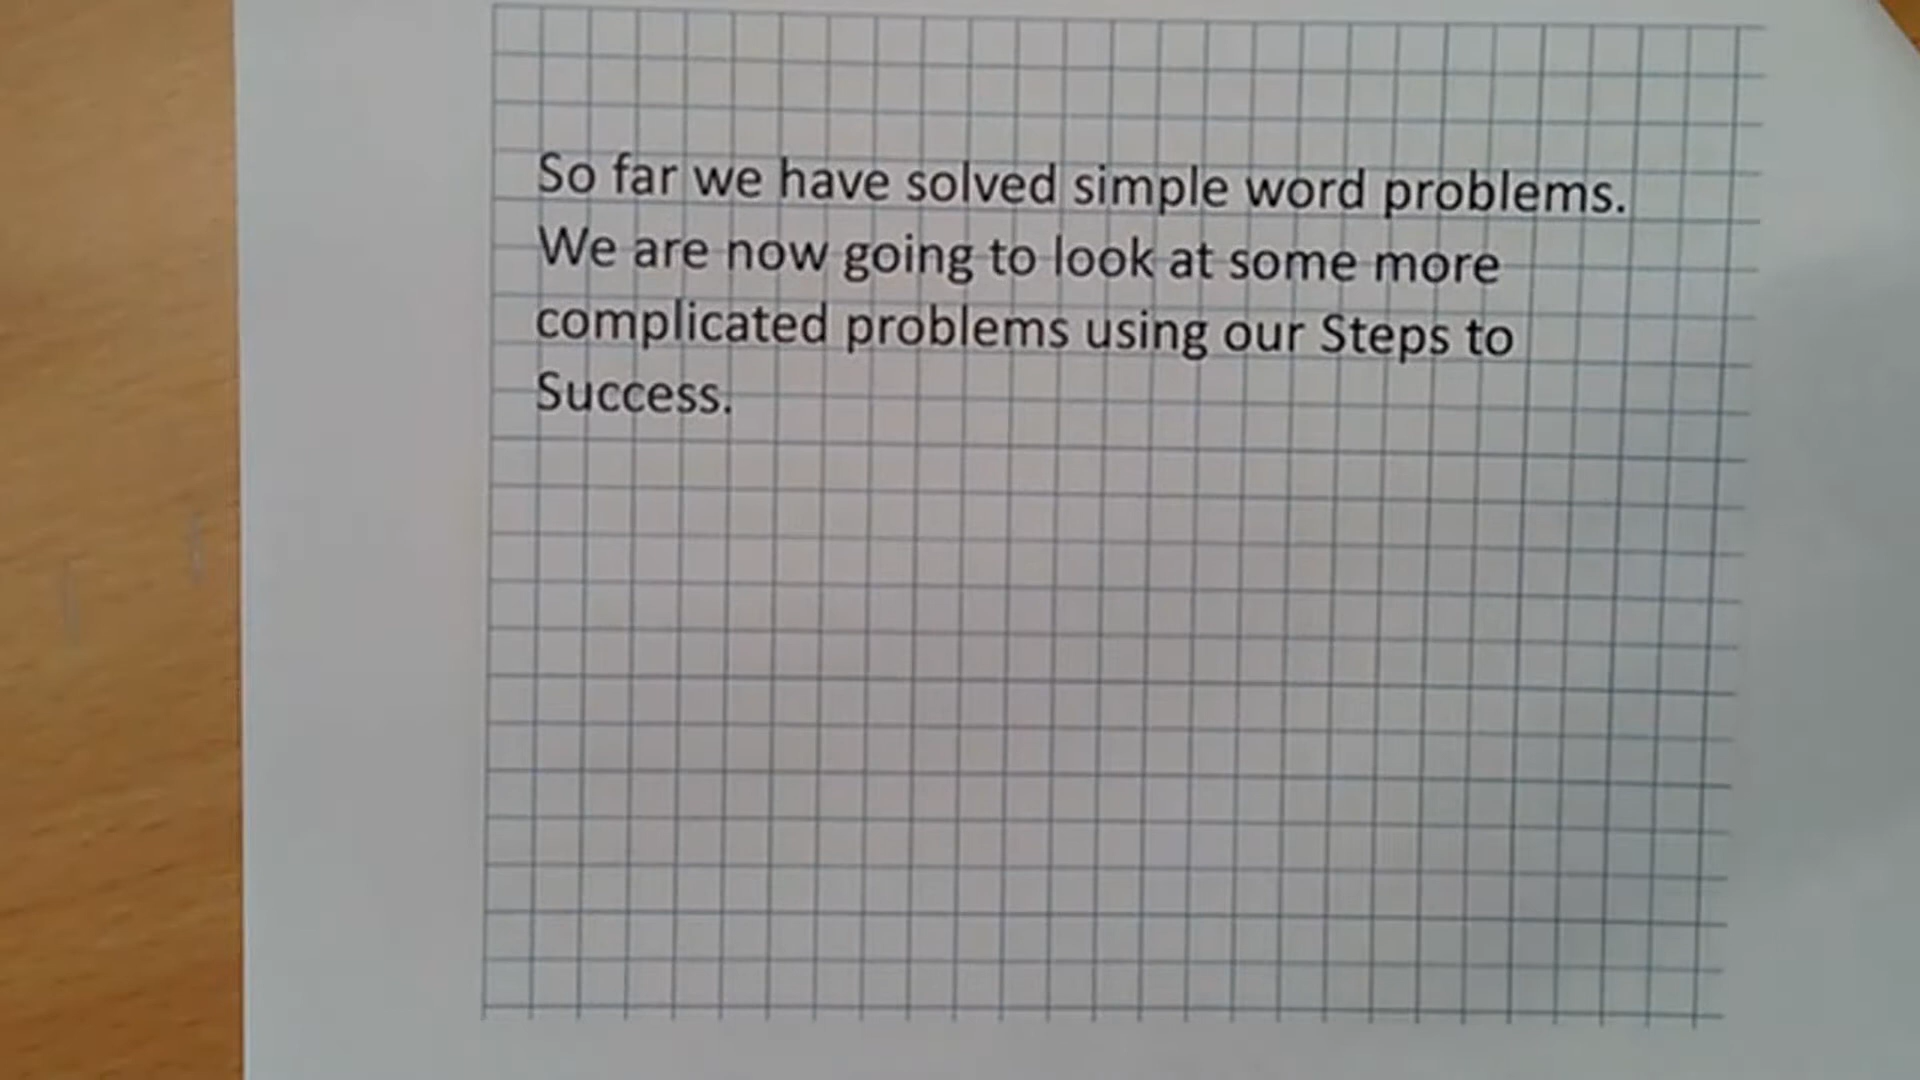 So far we have solved simple word problems.
We are now going to look at some more
complicated problems using our Steps to
Success.